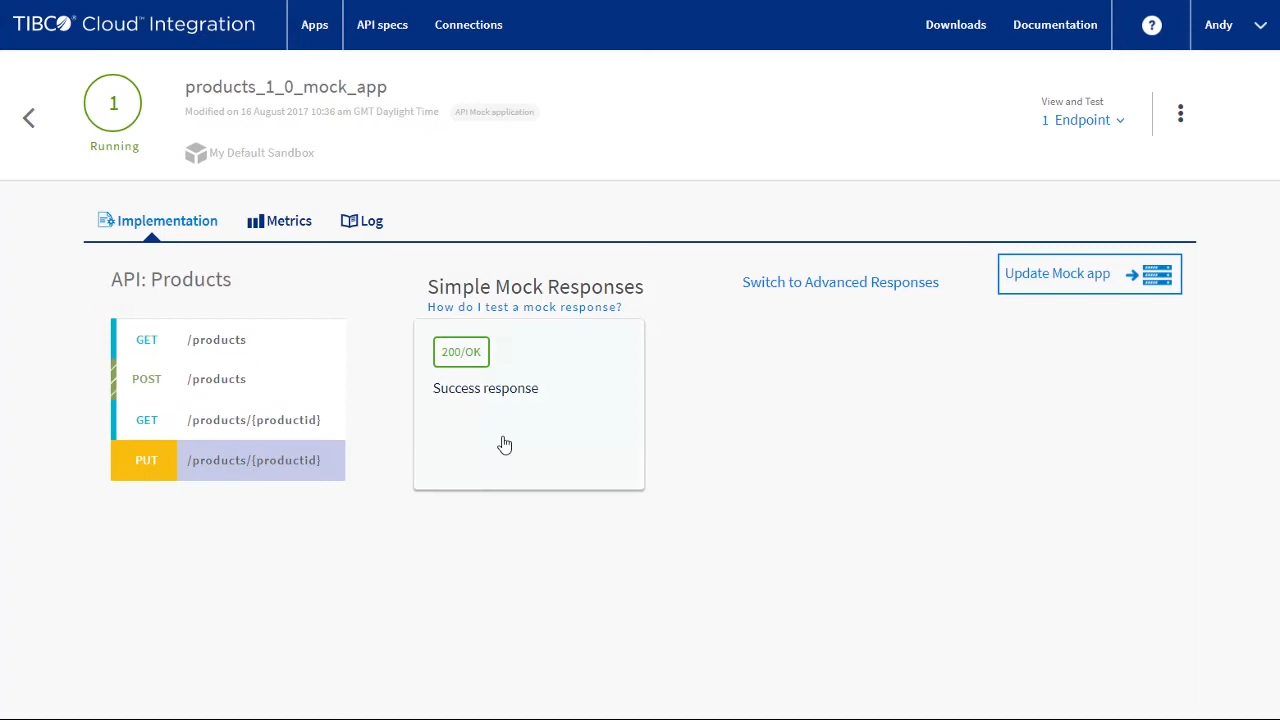 TIBCO® Cloud™ Integration
Apps
API specs
Connections
Downloads
Documentation
?
Andy
1
Running
products_1_0_mock_app
Modified on 16 August 2017 10:36 am GMT Daylight Time
API Mock application
My Default Sandbox
View and Test
1 Endpoint
Implementation
Metrics
Log
API: Products
GET /products
POST /products
GET /products/{productid}
PUT /products/{productid}
Simple Mock Responses
How do I test a mock response?
200/OK
Success response
Switch to Advanced Responses
Update Mock app